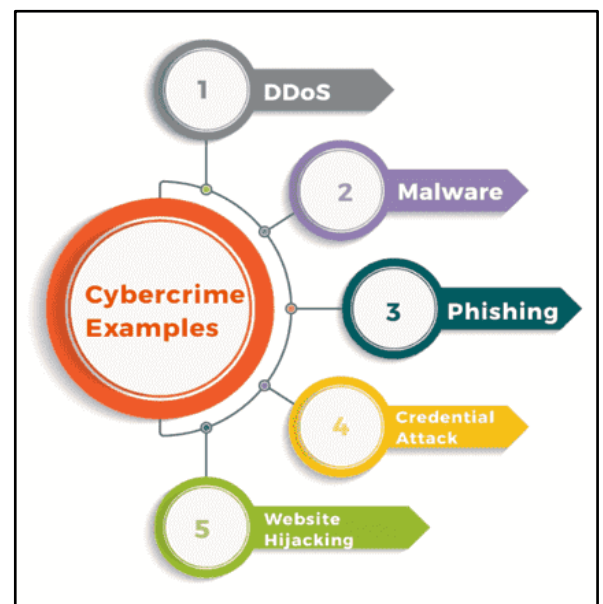 1
DDoS
2
Malware
Cybercrime
Examples
3
Phishing
4
Credential
Attack
5
Website
Hijacking